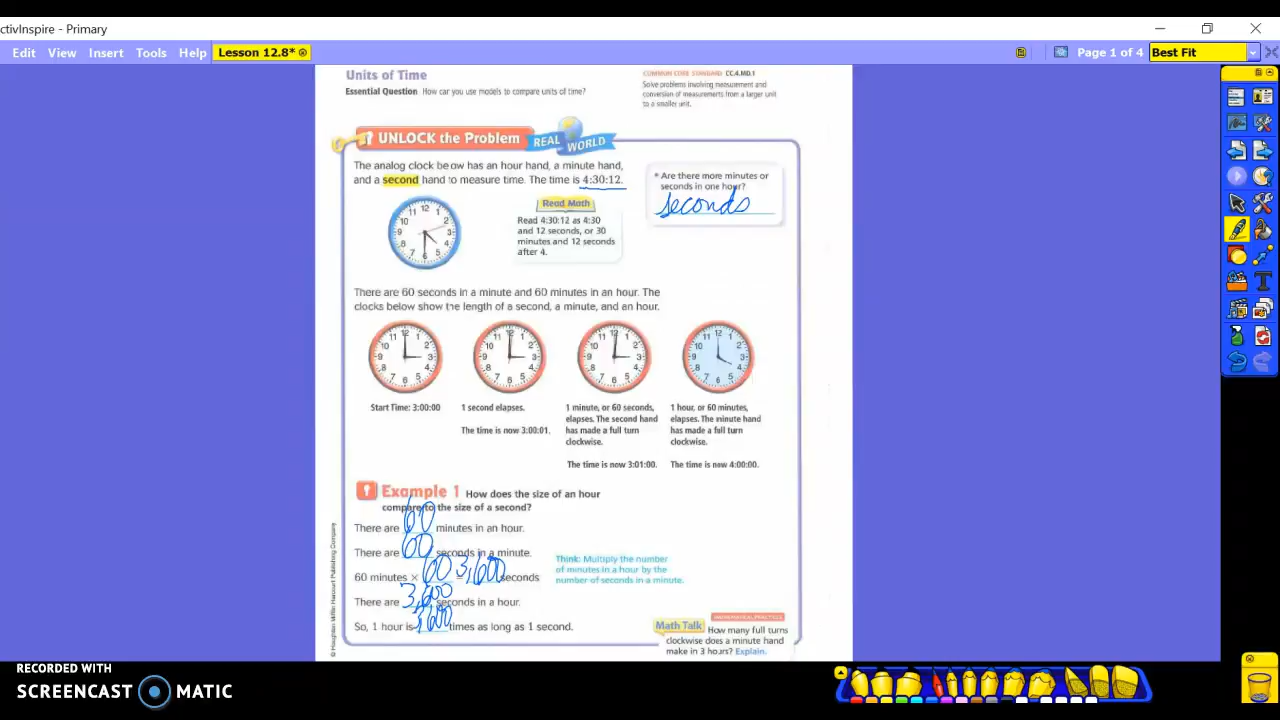 ctivInspire - Primary
Edit View Insert Tools Help Lesson 12.8* Page 1 of 4 Best Fit
Units of Time
Essential Question How can you use models to compare units of time?
COMMON CORE STANDARD CC.4.MD.1
Solve problems involving measurement and
conversion of measurements from a larger unit
to a smaller unit.
UNLOCK the Problem REAL WORLD
The analog clock below has an hour hand, a minute hand,
and a second hand to measure time. The time is 4:30:12.
• Are there more minutes or
seconds in one hour?
seconds
Read Math
Read 4:30:12 as 4:30
and 12 seconds, or 30
minutes and 12 seconds
after 4.
There are 60 seconds in a minute and 60 minutes in an hour. The
clocks below show the length of a second, a minute, and an hour.
Start Time: 3:00:00
1 second elapses.
The time is now 3:00:01.
1 minute, or 60 seconds,
elapses. The second hand
has made a full turn
clockwise.
The time is now 3:01:00.
1 hour, or 60 minutes,
elapses. The minute hand
has made a full turn
clockwise.
The time is now 4:00:00.
Example 1 How does the size of an hour
compare to the size of a second?
There are 60 minutes in an hour.
There are 60 seconds in a minute.
60 minutes × 60 = 3,600 seconds
There are 3,600 seconds in a hour.
So, 1 hour is 3,600 times as long as 1 second.
Think: Multiply the number
of minutes in a hour by the
number of seconds in a minute.
MATHEMATICAL PRACTICES
Math Talk How many full turns
clockwise does a minute hand
make in 3 hours? Explain.
© Houghton Mifflin Harcourt Publishing Company
RECORDED WITH
SCREENCAST MATIC